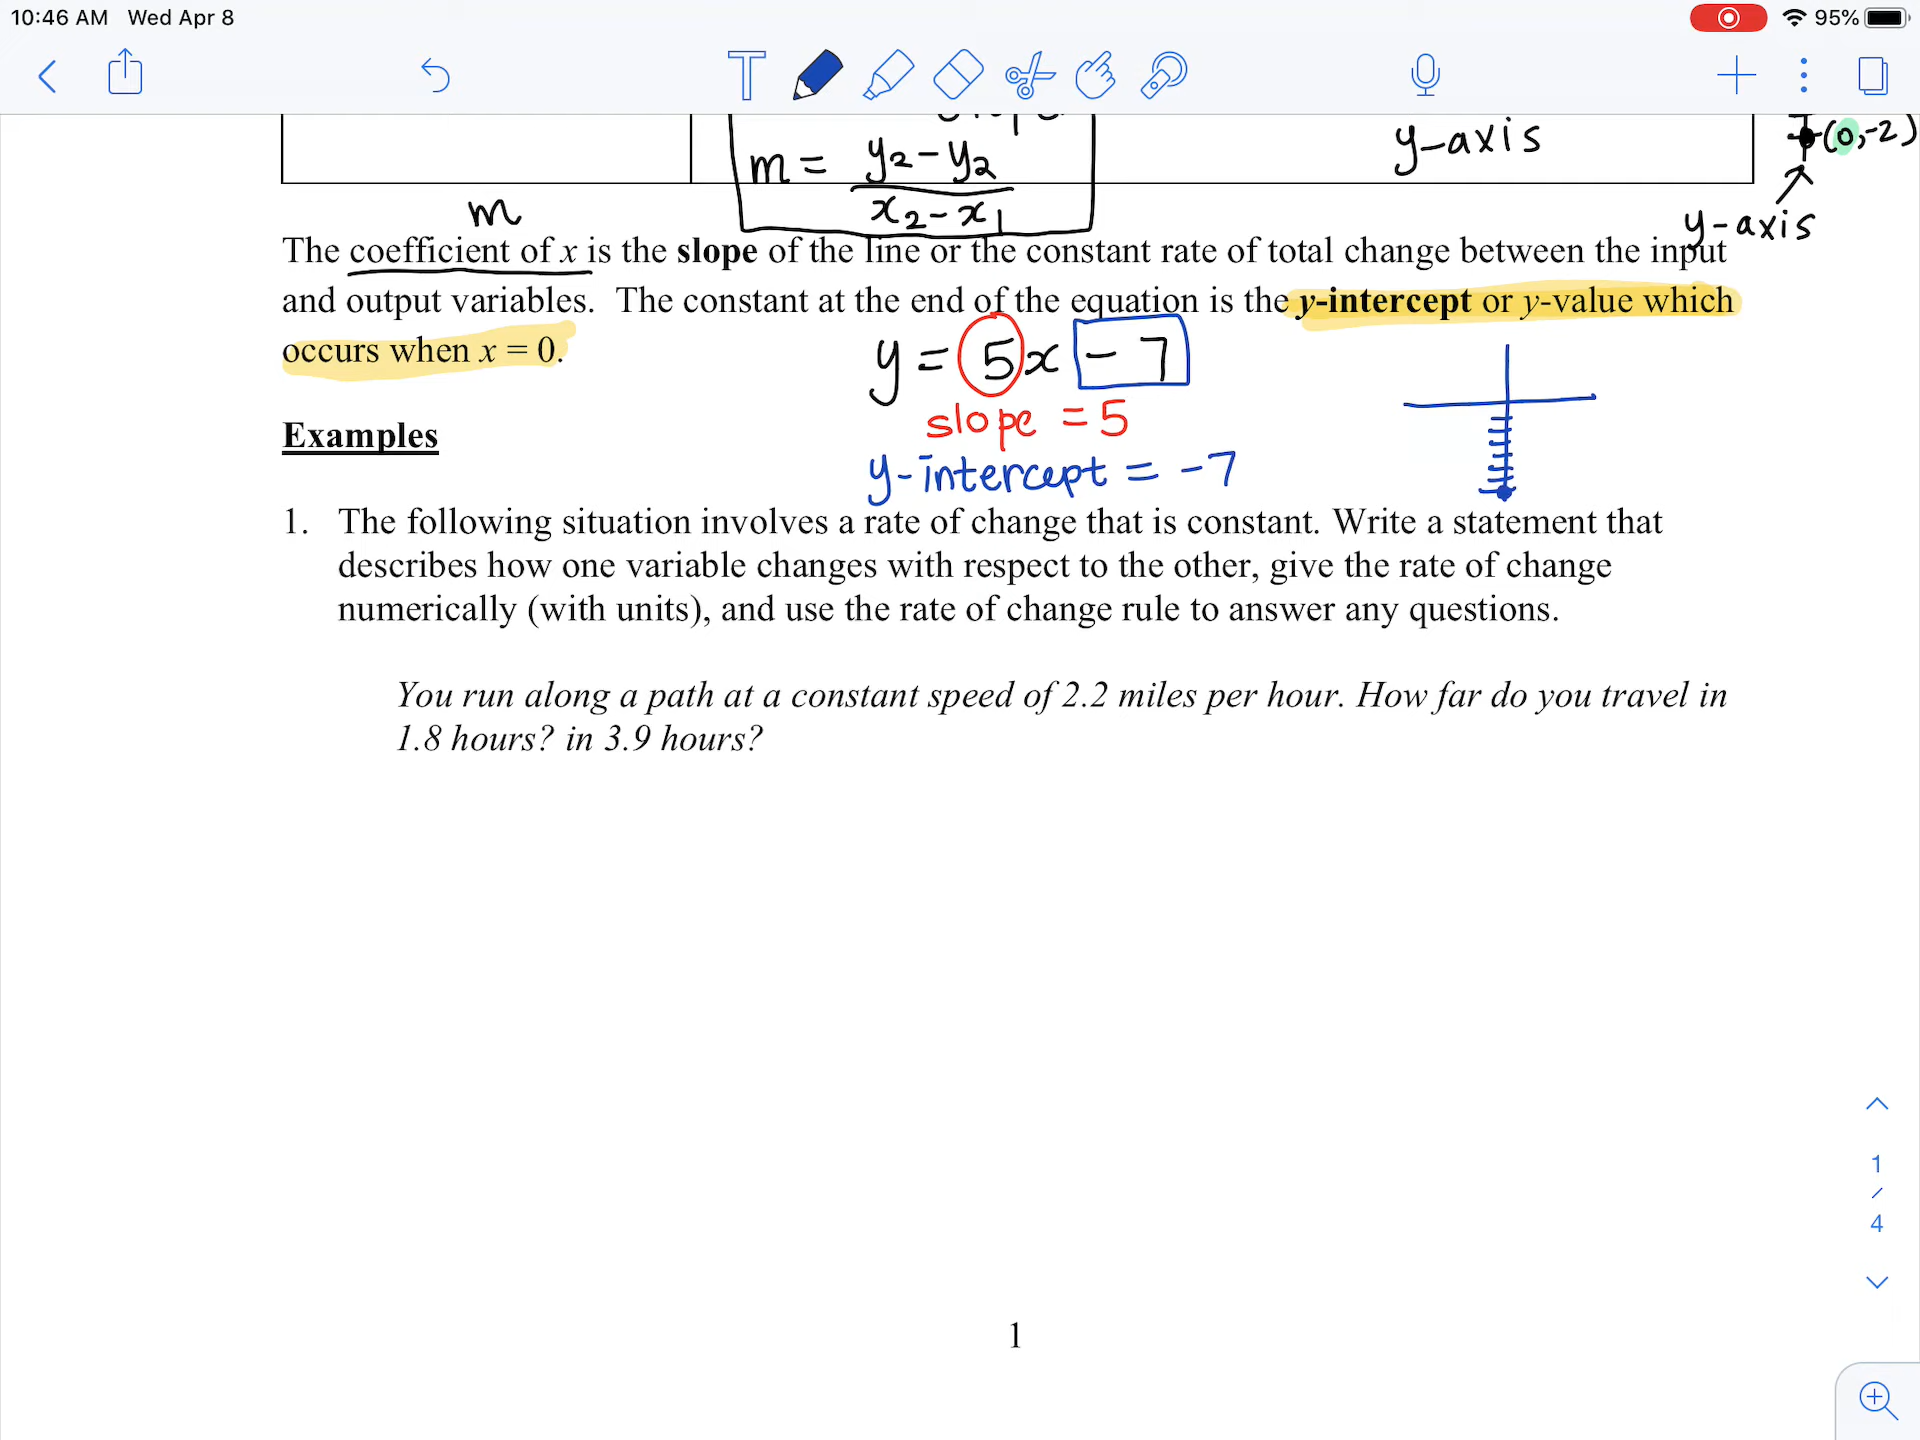 10:46 AM Wed Apr 8
95%
T
y-axis
(0,-2)
m = y2-y2
x2-x1
m
y-axis
The coefficient of x is the slope of the line or the constant rate of total change between the input
and output variables. The constant at the end of the equation is the y-intercept or y-value which
occurs when x = 0.
y = 5x - 7
slope = 5
Examples
y-intercept = -7
1. The following situation involves a rate of change that is constant. Write a statement that
describes how one variable changes with respect to the other, give the rate of change
numerically (with units), and use the rate of change rule to answer any questions.
You run along a path at a constant speed of 2.2 miles per hour. How far do you travel in
1.8 hours? in 3.9 hours?
1
/
4
1